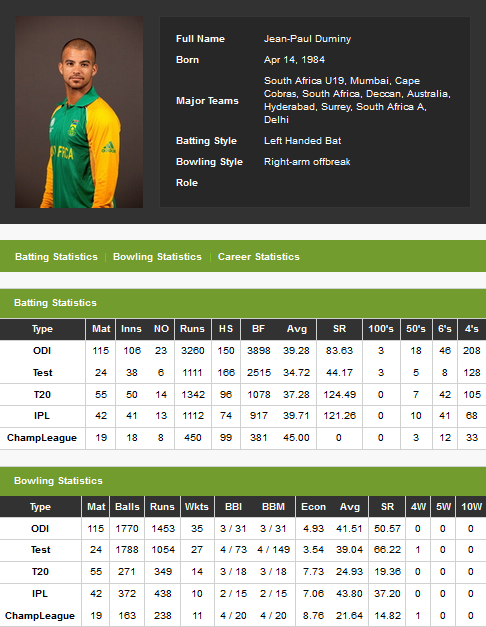 Full Name Jean-Paul Duminy
Born Apr 14, 1984
Major Teams South Africa U19, Mumbai, Cape
Cobras, South Africa, Deccan, Australia,
Hyderabad, Surrey, South Africa A,
Delhi
Batting Style Left Handed Bat
Bowling Style Right-arm offbreak
Role
Batting Statistics | Bowling Statistics | Career Statistics
Batting Statistics
Type Mat Inns NO Runs HS BF Avg SR 100's 50's 6's 4's
ODI 115 106 23 3260 150 3898 39.28 83.63 3 18 46 208
Test 24 38 6 1111 166 2515 34.72 44.17 3 5 8 128
T20 55 50 14 1342 96 1078 37.28 124.49 0 7 42 105
IPL 42 41 13 1112 74 917 39.71 121.26 0 10 41 68
ChampLeague 19 18 8 450 99 381 45.00 0 0 3 12 33
Bowling Statistics
Type Mat Balls Runs Wkts BBI BBM Econ Avg SR 4W 5W 10W
ODI 115 1770 1453 35 3 / 31 3 / 31 4.93 41.51 50.57 0 0 0
Test 24 1788 1054 27 4 / 73 4 / 149 3.54 39.04 66.22 1 0 0
T20 55 271 349 14 3 / 18 3 / 18 7.73 24.93 19.36 0 0 0
IPL 42 372 438 10 2 / 15 2 / 15 7.06 43.80 37.20 0 0 0
ChampLeague 19 163 238 11 4 / 20 4 / 20 8.76 21.64 14.82 1 0 0